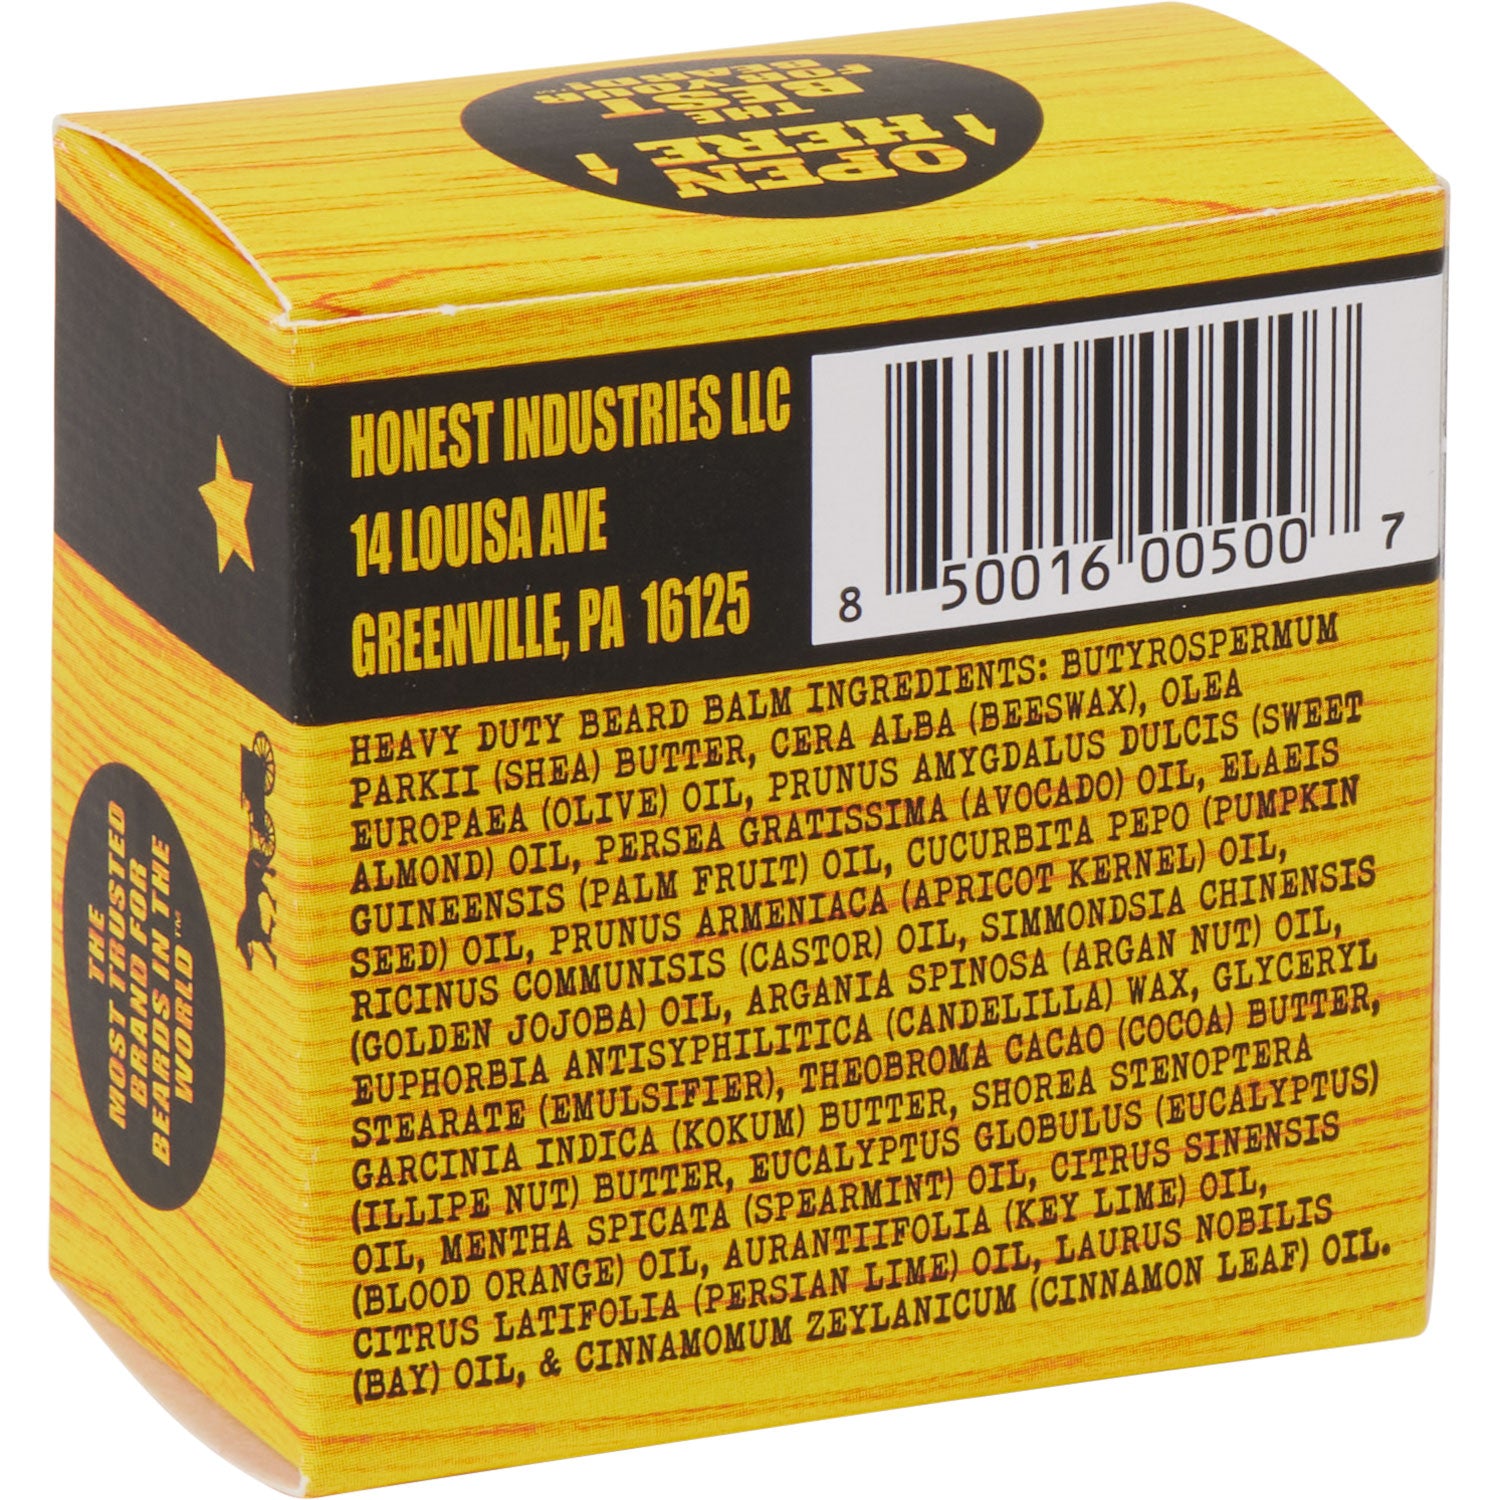 OPEN
HERE
THE
BEST
FOR YOUR
BEARD™
HONEST INDUSTRIES LLC
14 LOUISA AVE
GREENVILLE, PA 16125
8 50016 00500 7
HEAVY DUTY BEARD BALM INGREDIENTS: BUTYROSPERMUM
PARKII (SHEA) BUTTER, CERA ALBA (BEESWAX), OLEA
EUROPAEA (OLIVE) OIL, PRUNUS AMYGDALUS DULCIS (SWEET
ALMOND) OIL, PERSEA GRATISSIMA (AVOCADO) OIL, ELAEIS
GUINEENSIS (PALM FRUIT) OIL, CUCURBITA PEPO (PUMPKIN
SEED) OIL, PRUNUS ARMENIACA (APRICOT KERNEL) OIL,
RICINUS COMMUNISIS (CASTOR) OIL, SIMMONDSIA CHINENSIS
(GOLDEN JOJOBA) OIL, ARGANIA SPINOSA (ARGAN NUT) OIL,
EUPHORBIA ANTISYPHILITICA (CANDELILLA) WAX, GLYCERYL
STEARATE (EMULSIFIER), THEOBROMA CACAO (COCOA) BUTTER,
GARCINIA INDICA (KOKUM) BUTTER, SHOREA STENOPTERA
(ILLIPE NUT) BUTTER, EUCALYPTUS GLOBULUS (EUCALYPTUS)
OIL, MENTHA SPICATA (SPEARMINT) OIL, CITRUS SINENSIS
(BLOOD ORANGE) OIL, AURANTIIFOLIA (KEY LIME) OIL,
CITRUS LATIFOLIA (PERSIAN LIME) OIL, LAURUS NOBILIS
(BAY) OIL, & CINNAMOMUM ZEYLANICUM (CINNAMON LEAF) OIL.
THE
MOST TRUSTED
BRAND FOR
BEARDS IN THE
WORLD™